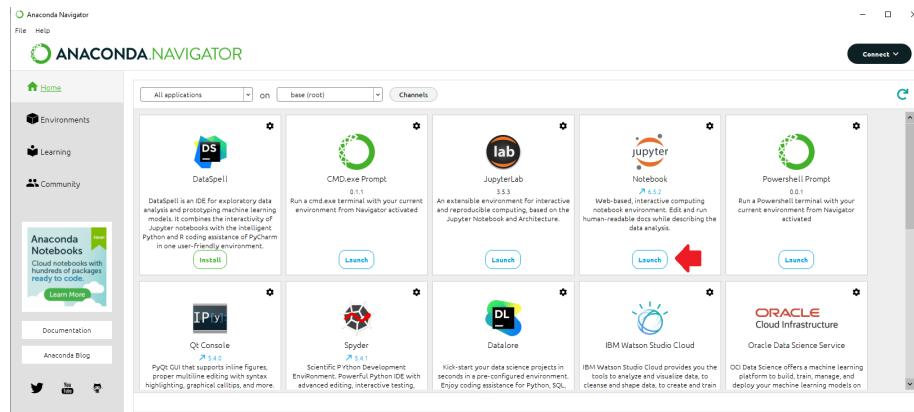 Anaconda Navigator
File Help
ANACONDA.NAVIGATOR
Connect
Home
Environments
Learning
Community
All applications
on
base (root)
Channels
DS
DataSpell
DataSpell is an IDE for exploratory data
analysis and prototyping machine learning
models. It combines the interactivity of
Jupyter notebooks with the intelligent
Python and R coding assistance of PyCharm
in one user-friendly environment.
Install
CMD.exe Prompt
0.1.1
Run a cmd.exe terminal with your current
environment from Navigator activated
Launch
lab
JupyterLab
3.5.3
An extensible environment for interactive
and reproducible computing, based on the
Jupyter Notebook and Architecture.
Launch
jupyter
Notebook
6.5.2
Web-based, interactive computing
notebook environment. Edit and run
human-readable docs while describing the
data analysis.
Launch
Powershell Prompt
0.0.1
Run a Powershell terminal with your
current environment from Navigator
activated
Launch
IP[y]
Qt Console
5.4.0
PyQt GUI that supports inline figures,
proper multiline editing with syntax
highlighting, graphical calltips, and more.
Spyder
5.4.1
Scientific PYthon Development
EnviRonment. Powerful Python IDE with
advanced editing, interactive testing,
DL
Datalore
Kick-start your data science projects in
seconds in a pre-configured environment.
Enjoy coding assistance for Python, SQL,
IBM Watson Studio Cloud
IBM Watson Studio Cloud provides you the
tools to analyze and visualize data, to
cleanse and shape data, to create and train
ORACLE
Cloud Infrastructure
Oracle Data Science Service
OCI Data Science offers a machine learning
platform to build, train, manage, and
deploy your machine learning models on
Anaconda
Notebooks
Cloud notebooks with
hundreds of packages
ready to code.
Learn More
Documentation
Anaconda Blog
You
Tube